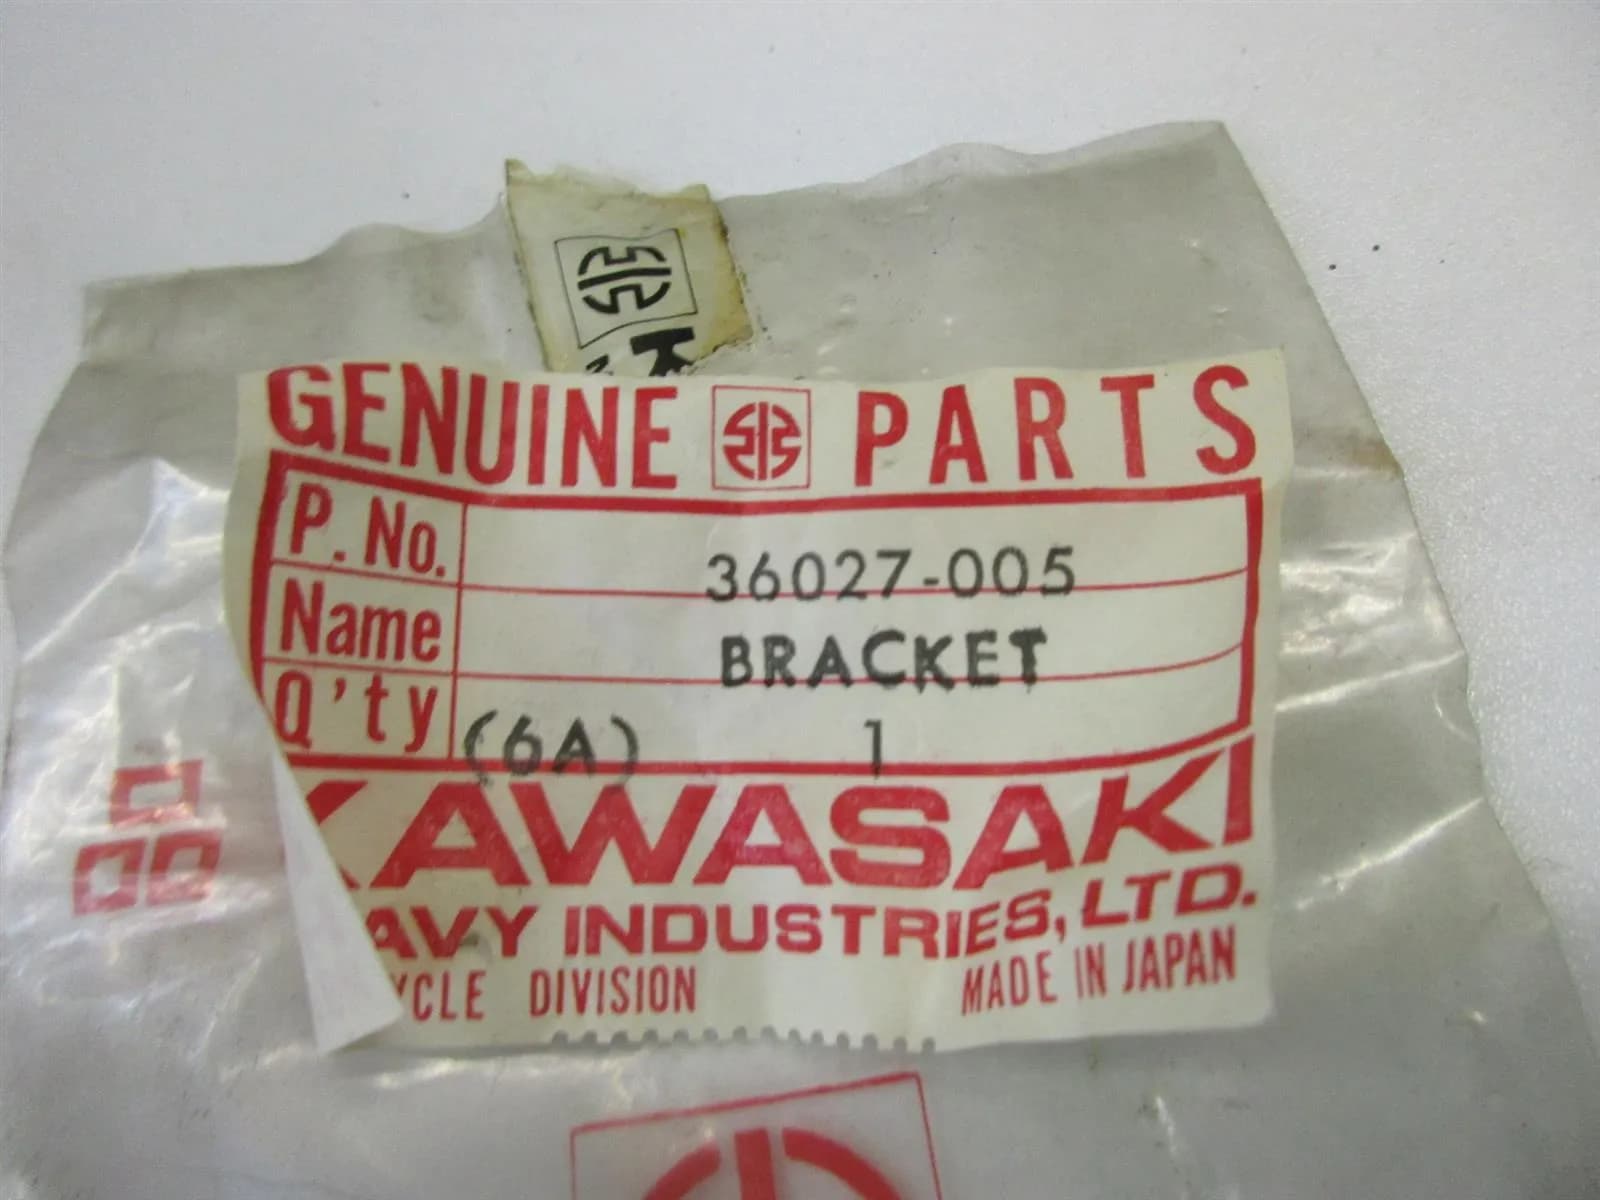 GENUINE PARTS
P. No. 36027-005
Name BRACKET
Q'ty (6A) 1
KAWASAKI
AVY INDUSTRIES, LTD.
YCLE DIVISION MADE IN JAPAN